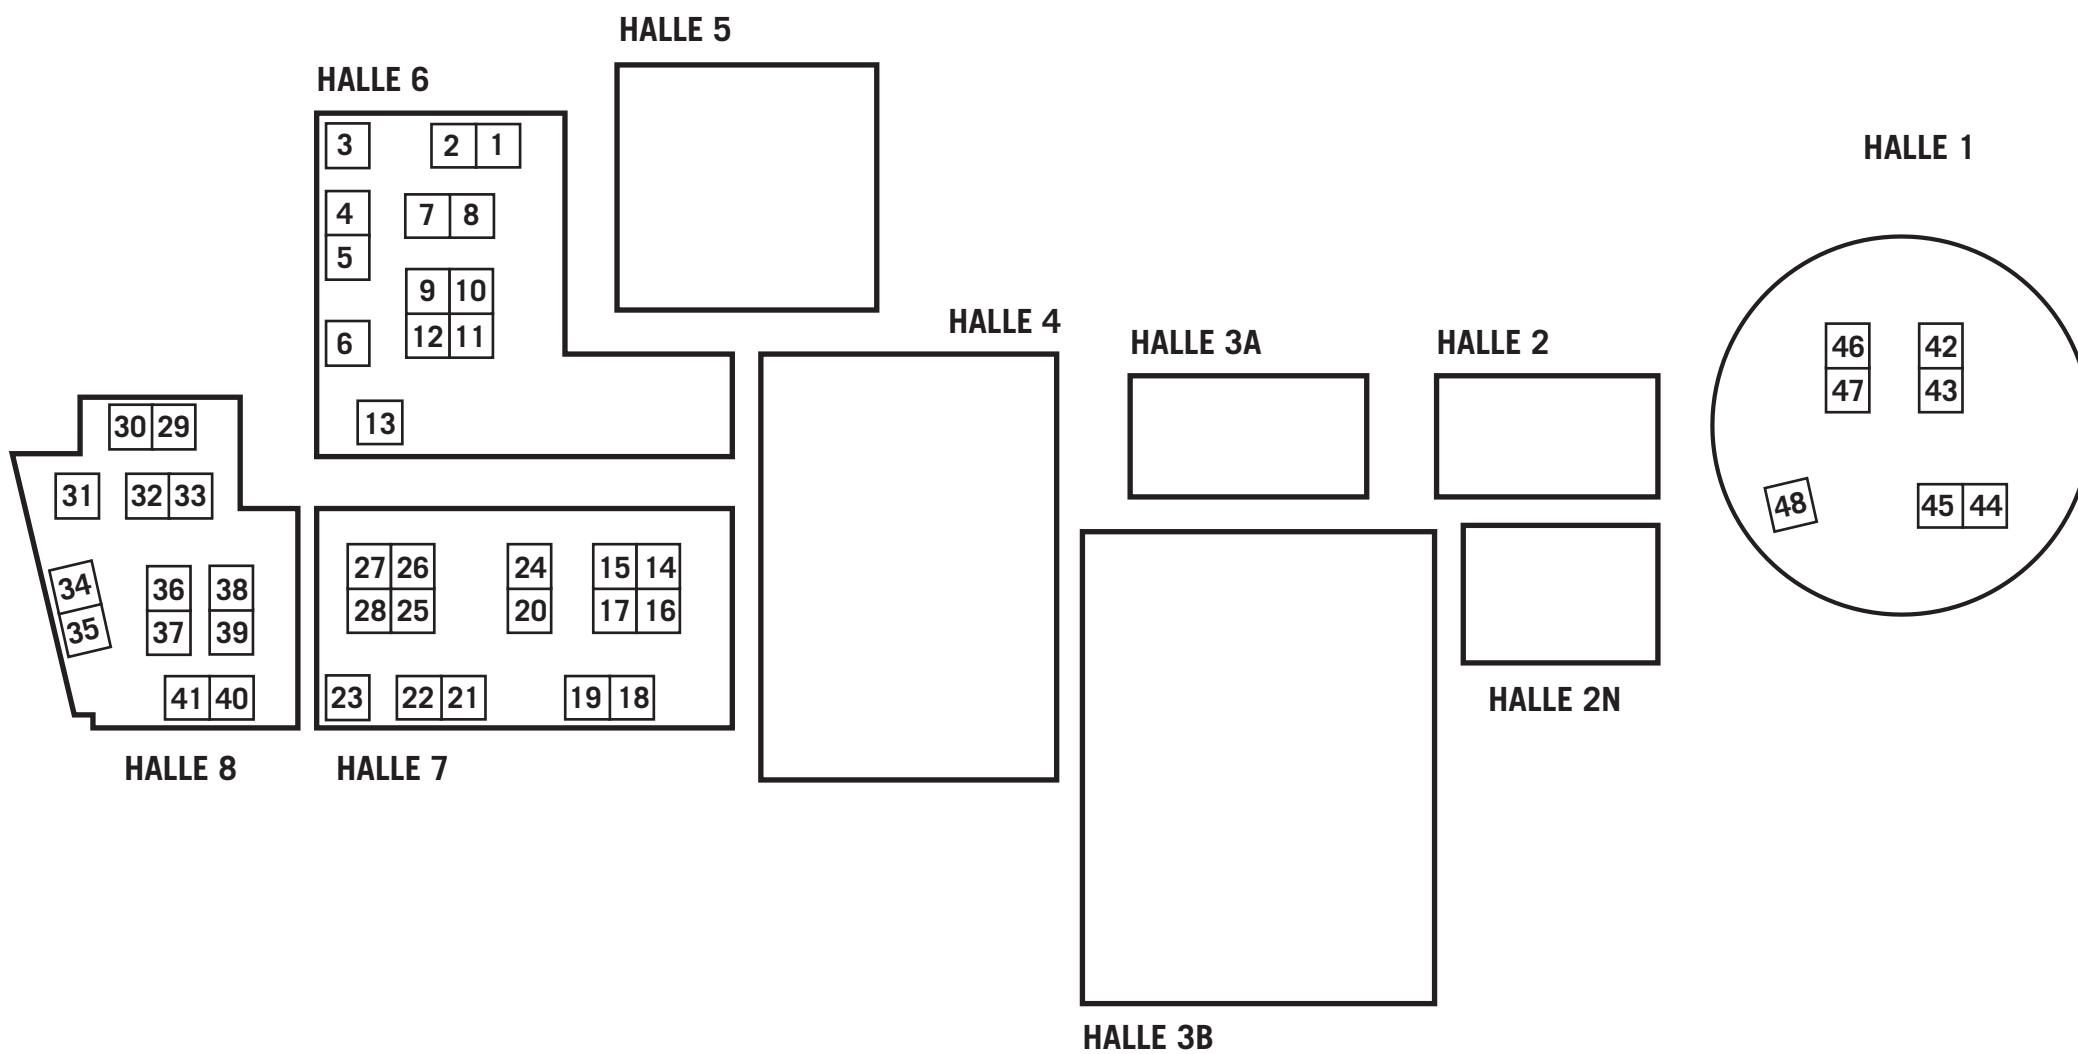 HALLE 5
HALLE 6
3 2 1
4 7 8
5
9 10
12 11
6
13
HALLE 4
HALLE 3A
HALLE 2
HALLE 1
46 42
47 43
48 45 44
30 29
31 32 33
34 36 38
35 37 39
41 40
27 26 24 15 14
28 25 20 17 16
23 22 21 19 18
HALLE 2N
HALLE 8
HALLE 7
HALLE 3B